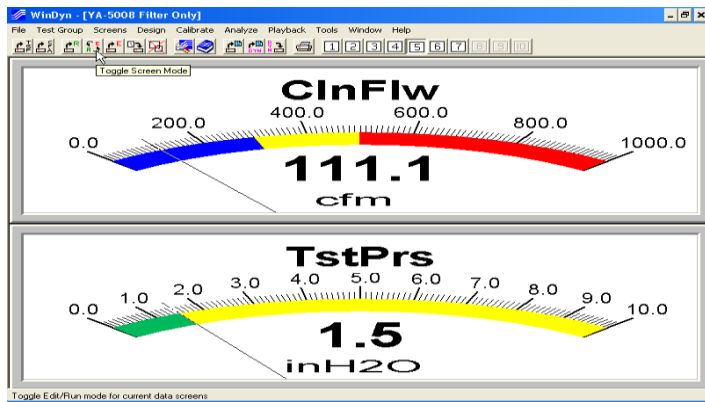 WinDyn - [YA-5008 Filter Only]
File Test Group Screens Design Calibrate Analyze Playback Tools Window Help
1 2 3 4 5 6 7 8 9 10
Toggle Screen Mode
ClnFlw
0.0 200.0 400.0 600.0 800.0 1000.0
111.1
cfm
TstPrs
0.0 1.0 2.0 3.0 4.0 5.0 6.0 7.0 8.0 9.0 10.0
1.5
inH2O
Toggle Edit/Run mode for current data screens